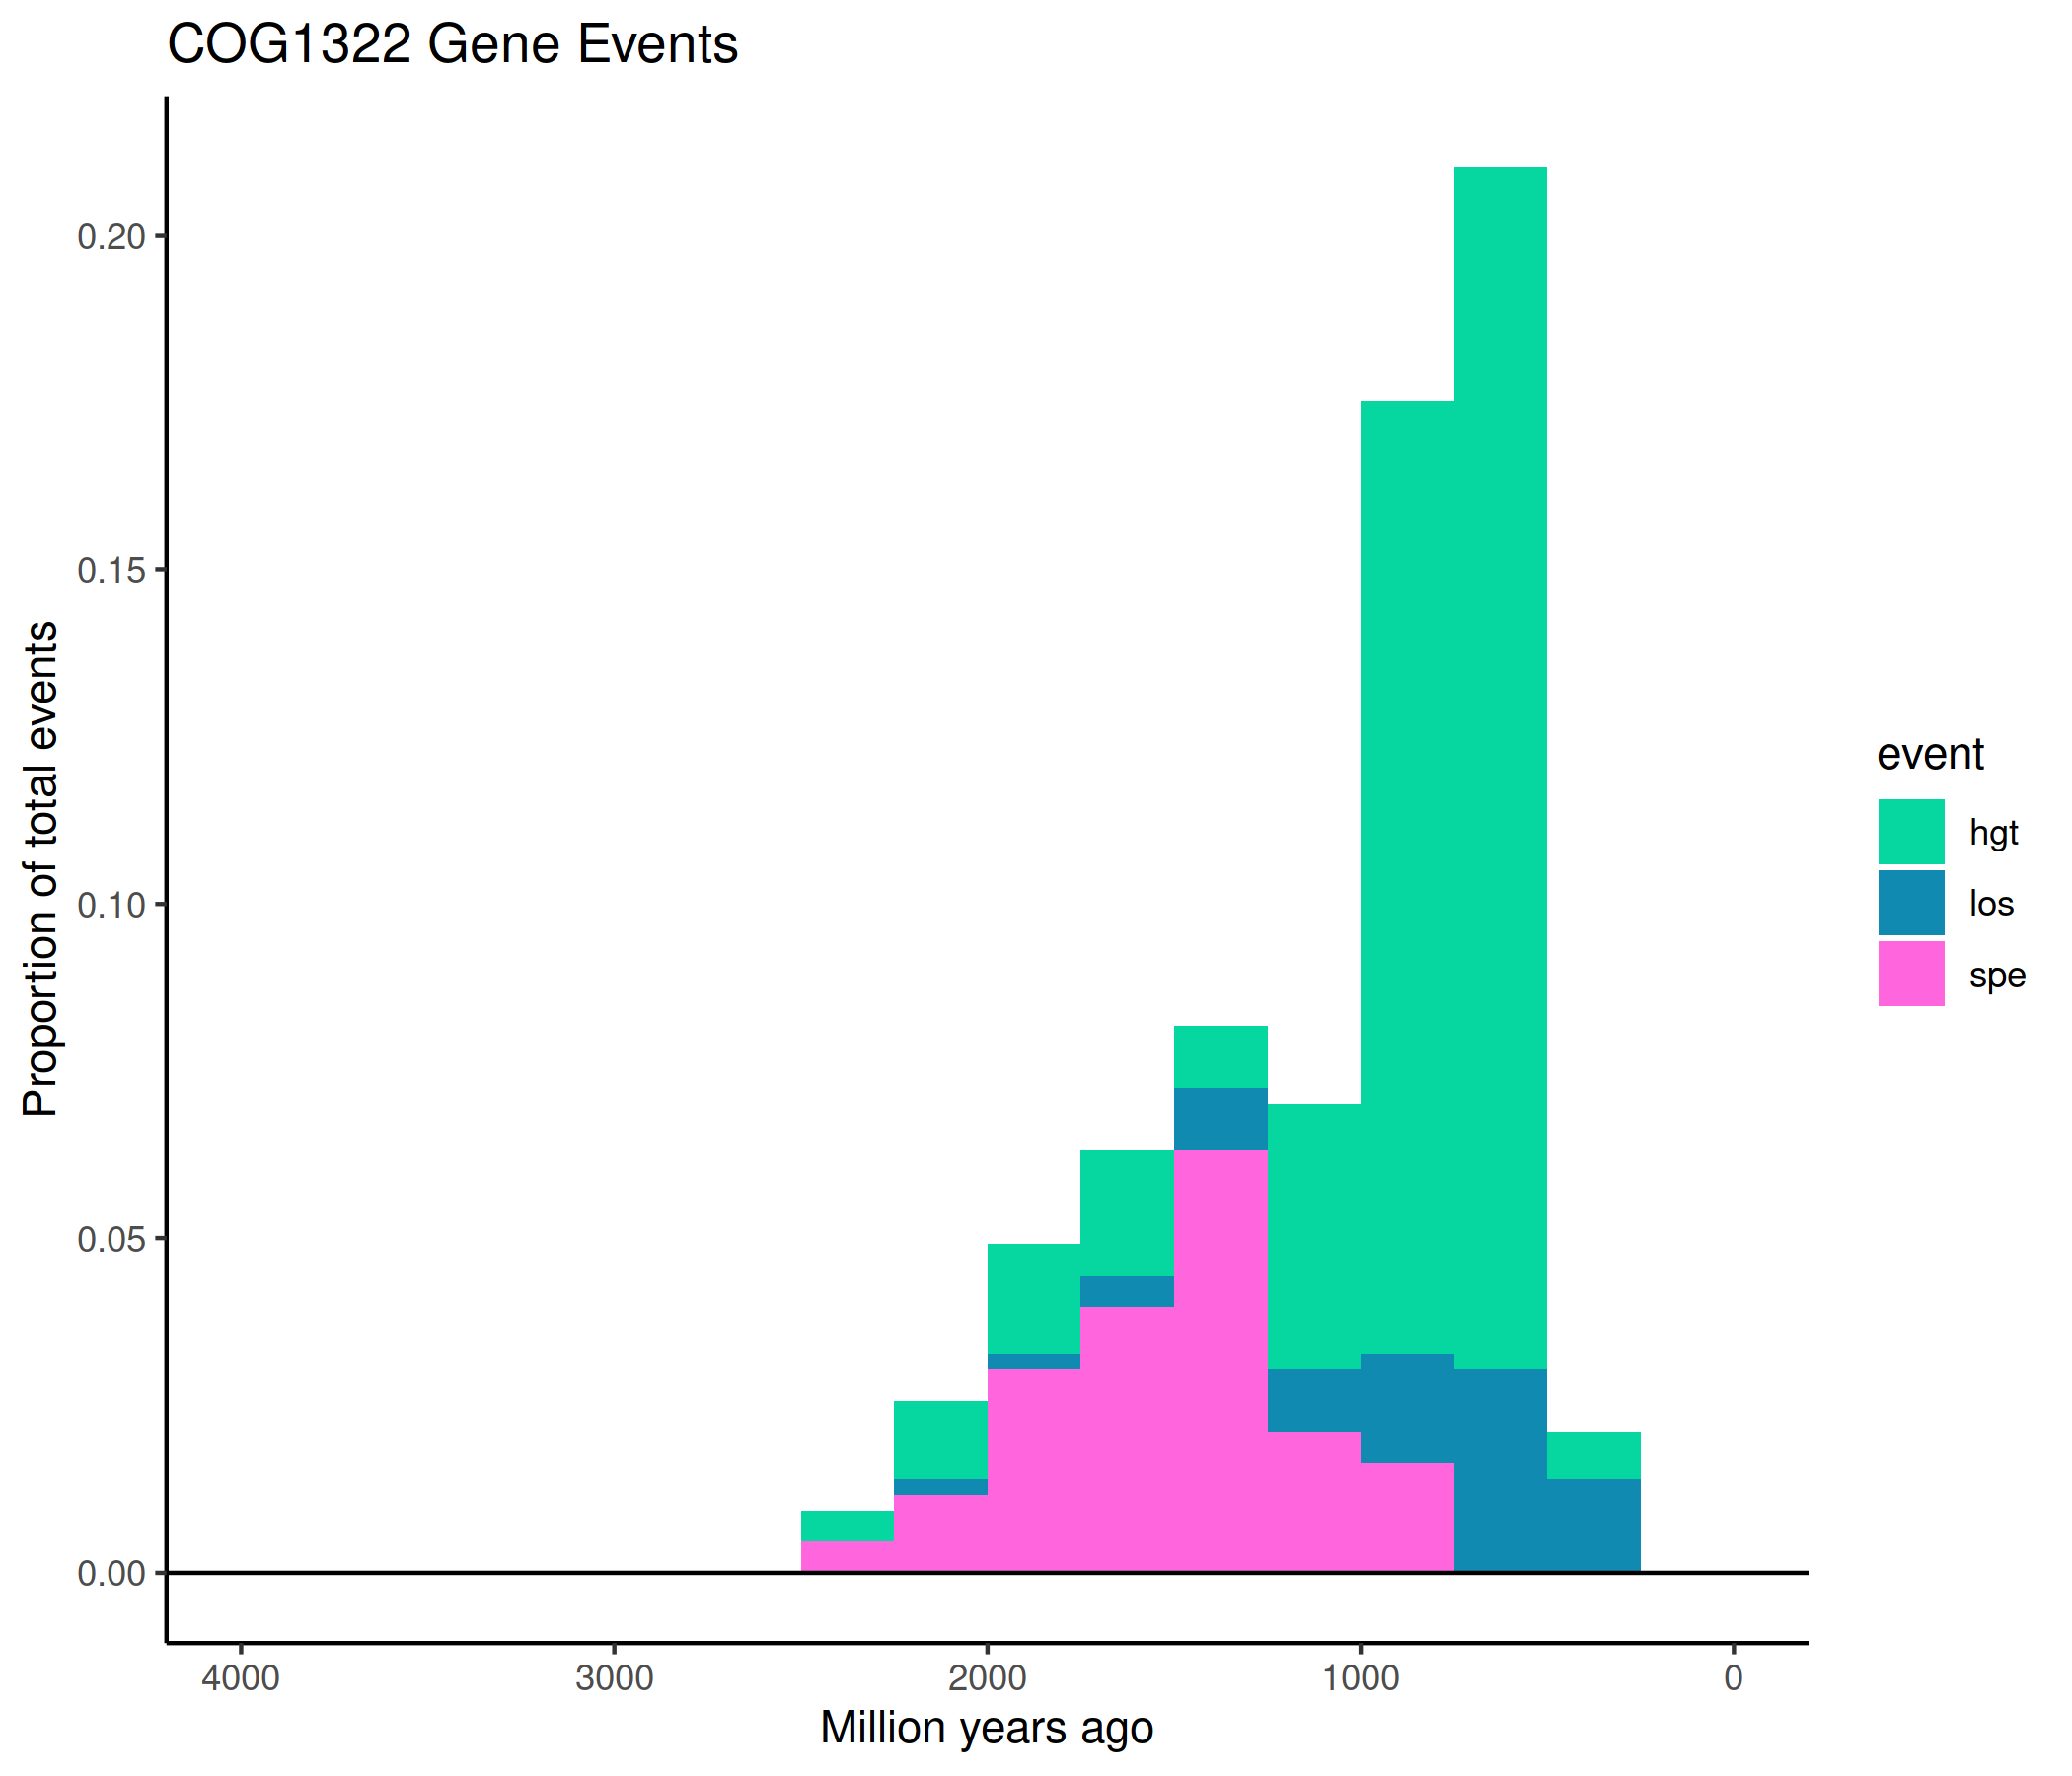 COG1322 Gene Events
Proportion of total events
0.20
0.15
0.10
0.05
0.00
4000 3000 2000 1000 0
Million years ago
event
hgt
los
spe